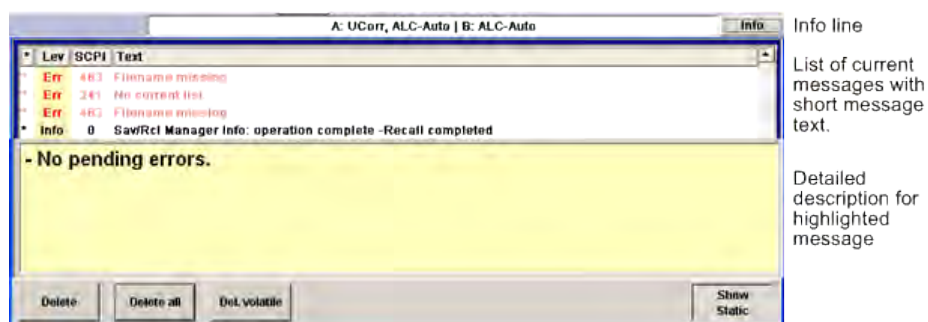 A: UCorr, ALC-Auto | B: ALC-Auto
Info
Info line
* Lev SCPI Text
List of current messages with short message text.
** Err 463 Filename missing
** Err 241 No current list
** Err 463 Filename missing
* Info 0 Sav/Rcl Manager Info: operation complete -Recall completed
- No pending errors.
Detailed description for highlighted message
Delete
Delete all
Del. volatile
Show Static